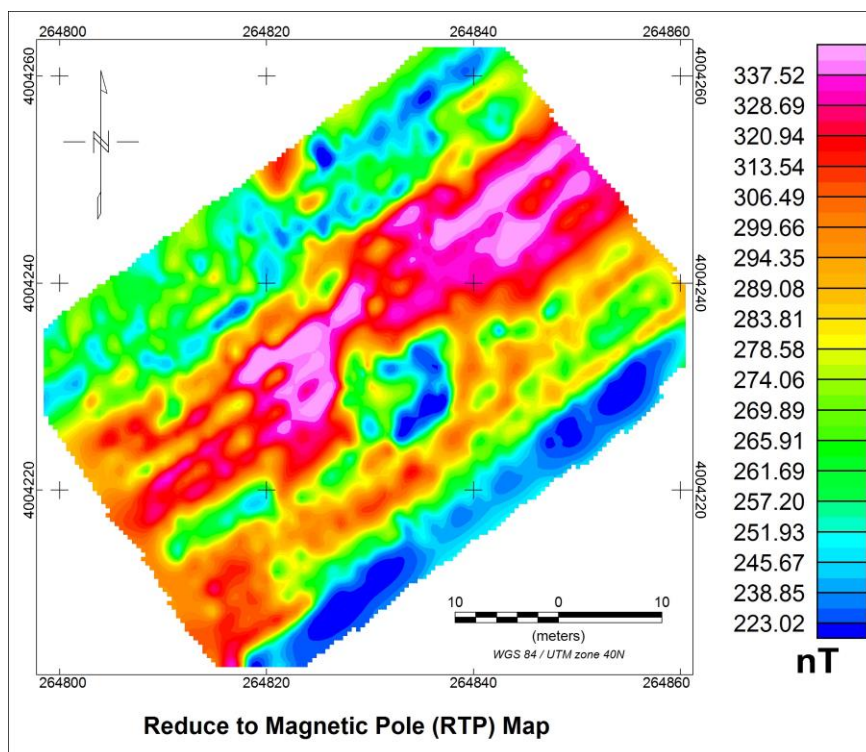 264800 264820 264840 264860
4004260 4004260
4004240 4004240
4004220 4004220
N
337.52
328.69
320.94
313.54
306.49
299.66
294.35
289.08
283.81
278.58
274.06
269.89
265.91
261.69
257.20
251.93
245.67
238.85
223.02
nT
10 0 10
(meters)
WGS 84 / UTM zone 40N
264800 264820 264840 264860
Reduce to Magnetic Pole (RTP) Map